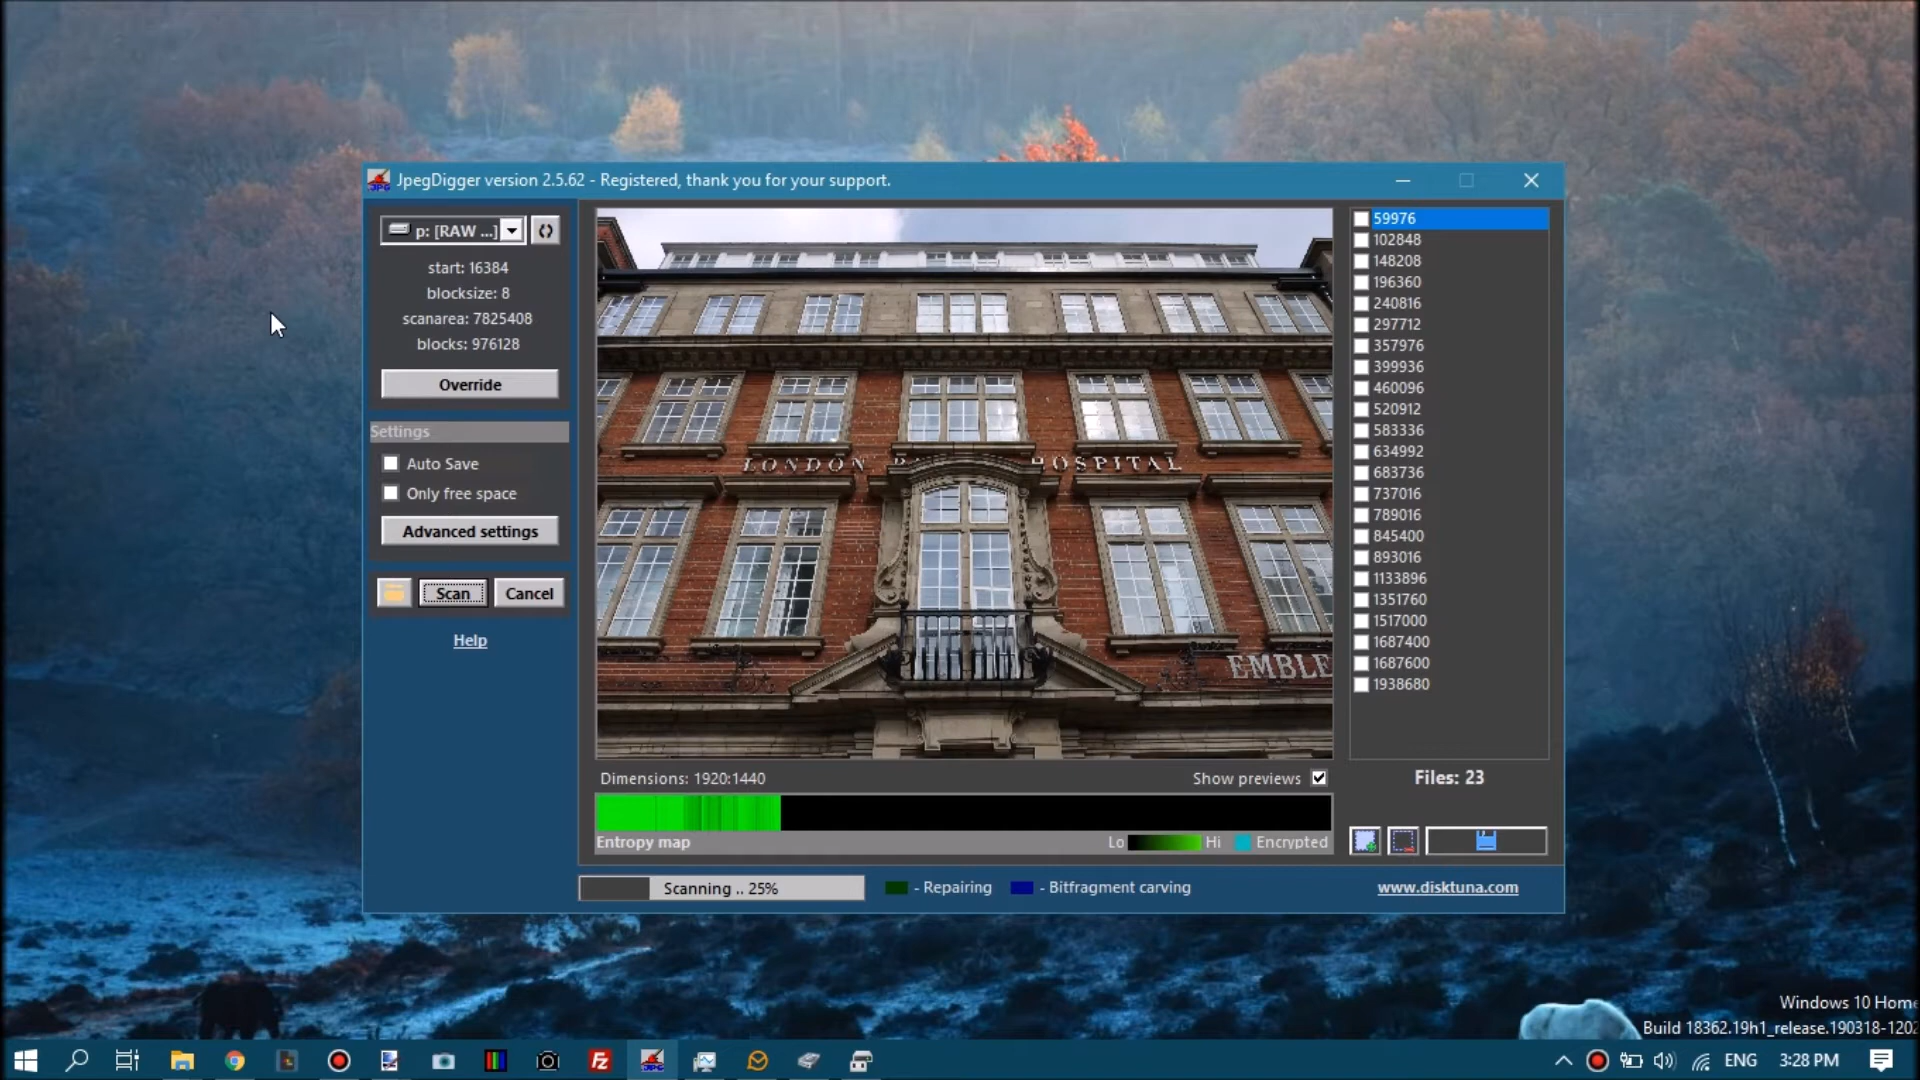 JpegDigger version 2.5.62 - Registered, thank you for your support.
p: [RAW ...]
start: 16384
blocksize: 8
scanarea: 7825408
blocks: 976128
Override
Settings
Auto Save
Only free space
Advanced settings
Scan
Cancel
Help
LONDON
HOSPITAL
EMBLE
Dimensions: 1920:1440
Show previews
Entropy map
Lo
Hi
Encrypted
Scanning .. 25%
- Repairing
- Bitfragment carving
59976
102848
148208
196360
240816
297712
357976
399936
460096
520912
583336
634992
683736
737016
789016
845400
893016
1133896
1351760
1517000
1687400
1687600
1938680
Files: 23
www.disktuna.com
Windows 10 Home
Build 18362.19h1_release.190318-1202
ENG
3:28 PM